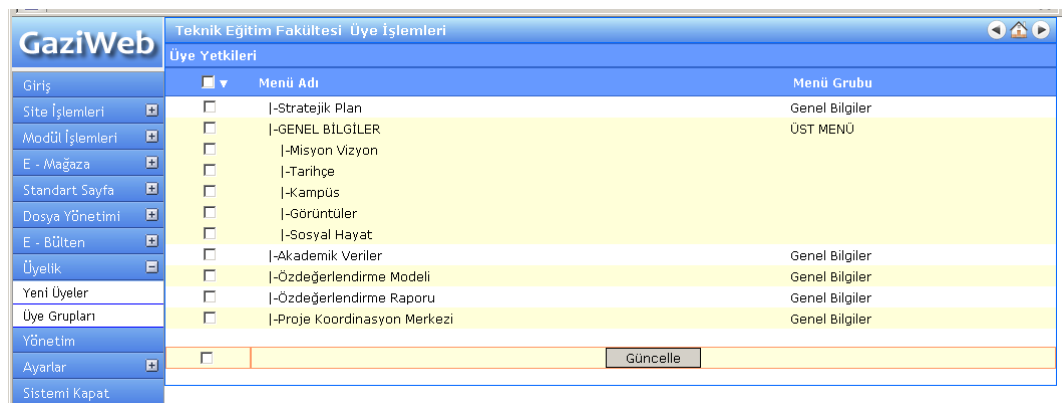 GazîWeb
Teknik Eğitim Fakültesi Üye İşlemleri
Üye Yetkileri
Giriş
Site İşlemleri
Modül İşlemleri
E - Mağaza
Standart Sayfa
Dosya Yönetimi
E - Bülten
Üyelik
Yeni Üyeler
Üye Grupları
Yönetim
Ayarlar
Sistemi Kapat
Menü Adı Menü Grubu
|-Stratejik Plan Genel Bilgiler
|-GENEL BİLGİLER ÜST MENÜ
|-Misyon Vizyon
|-Tarihçe
|-Kampüs
|-Görüntüler
|-Sosyal Hayat
|-Akademik Veriler Genel Bilgiler
|-Özdeğerlendirme Modeli Genel Bilgiler
|-Özdeğerlendirme Raporu Genel Bilgiler
|-Proje Koordinasyon Merkezi Genel Bilgiler
Güncelle